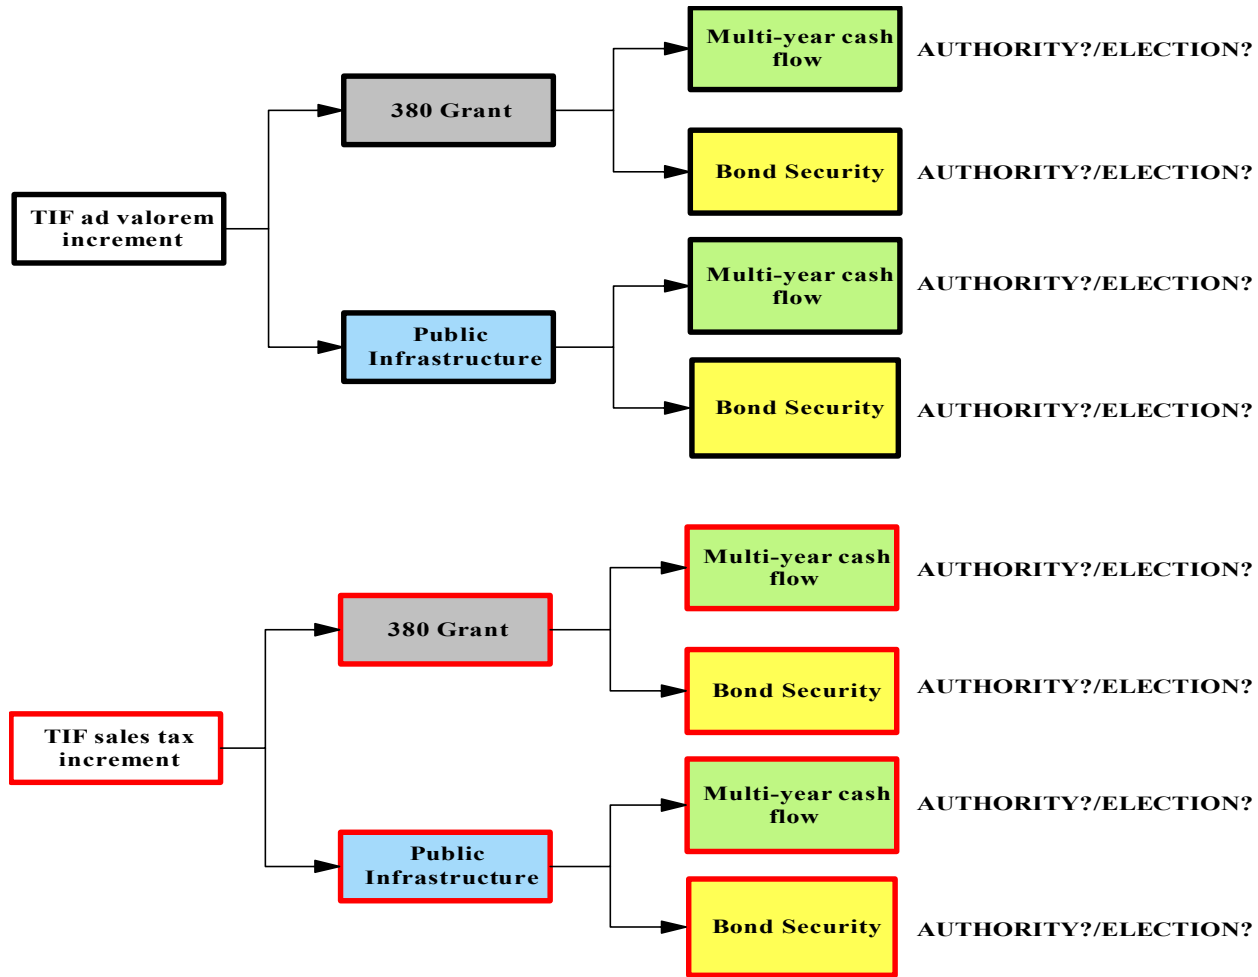 Multi-year cash
flow
AUTHORITY?/ELECTION?
380 Grant
Bond Security
AUTHORITY?/ELECTION?
TIF ad valorem
increment
Multi-year cash
flow
AUTHORITY?/ELECTION?
Public
Infrastructure
Bond Security
AUTHORITY?/ELECTION?
Multi-year cash
flow
AUTHORITY?/ELECTION?
380 Grant
Bond Security
AUTHORITY?/ELECTION?
TIF sales tax
increment
Multi-year cash
flow
AUTHORITY?/ELECTION?
Public
Infrastructure
Bond Security
AUTHORITY?/ELECTION?